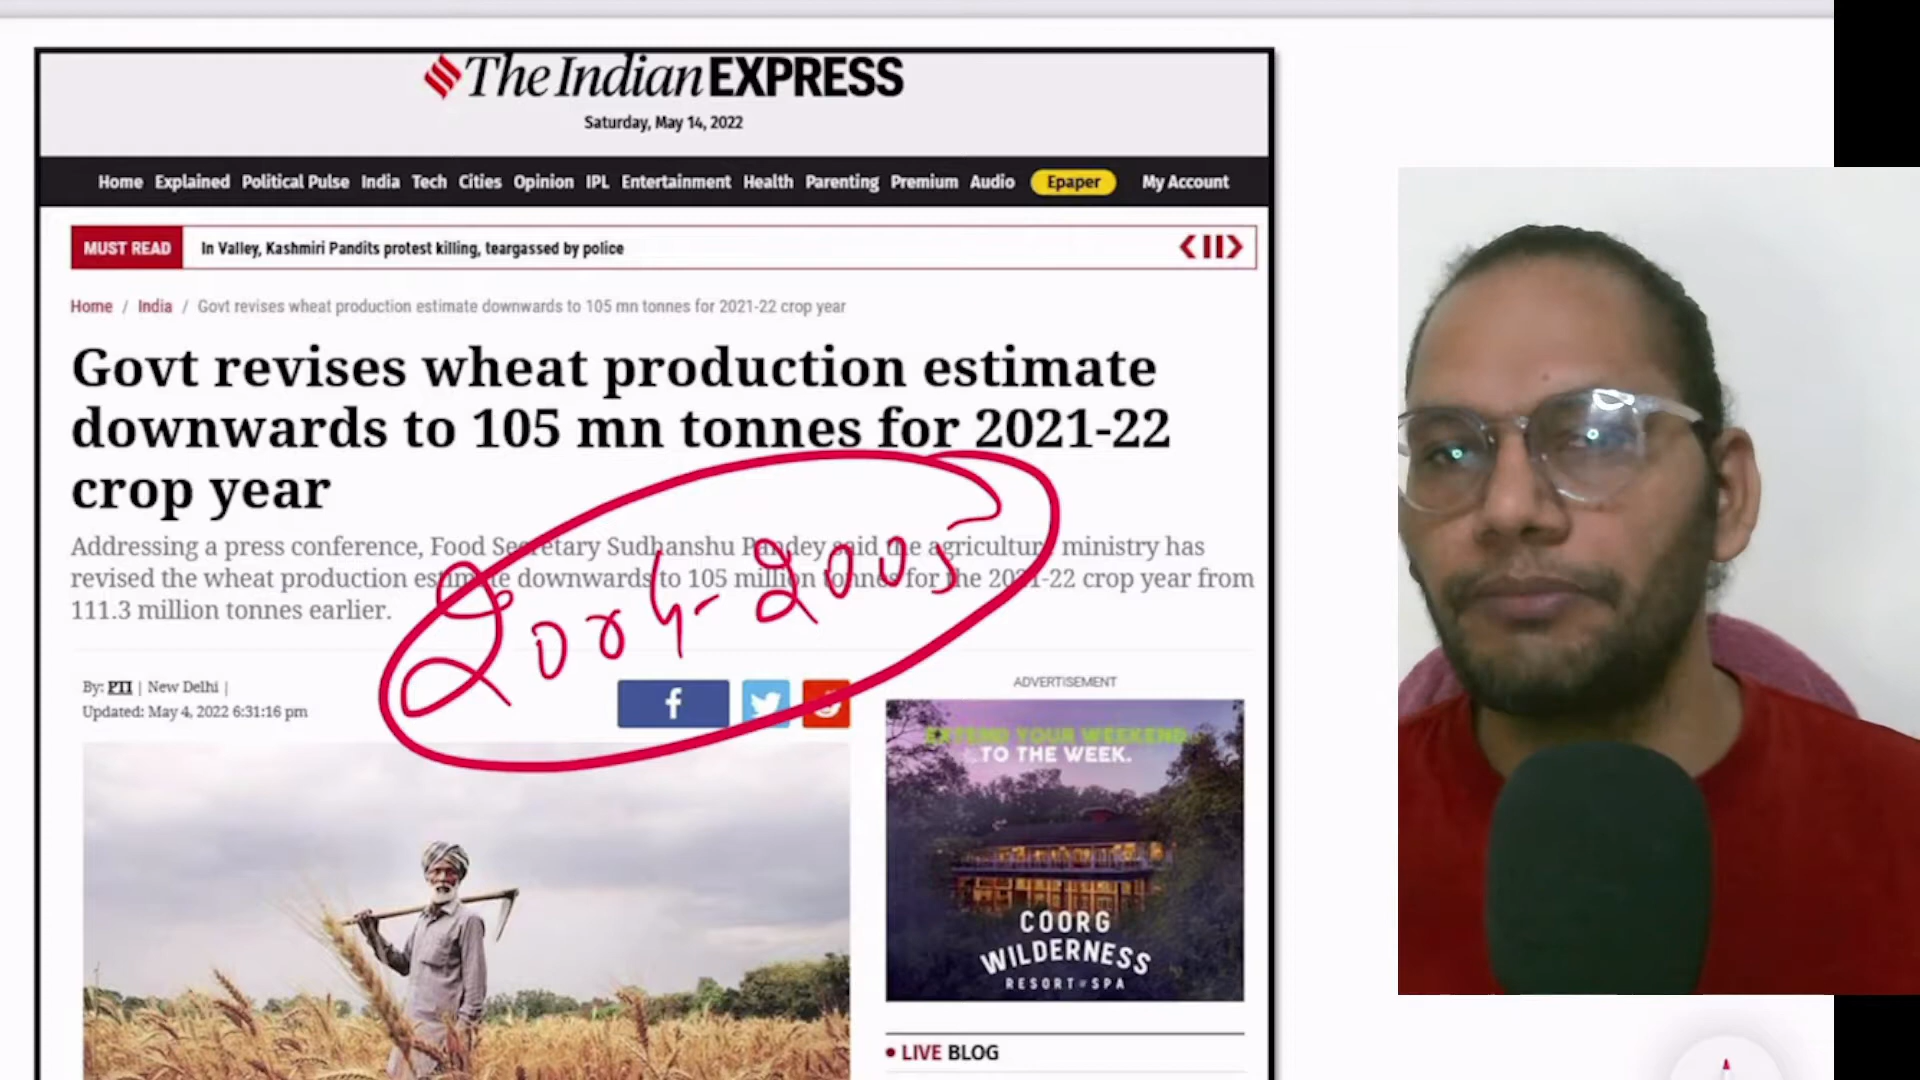 The Indian EXPRESS
Saturday, May 14, 2022
Home Explained Political Pulse India Tech Cities Opinion IPL Entertainment Health Parenting Premium Audio Epaper My Account
MUST READ In Valley, Kashmiri Pandits protest killing, teargassed by police
Home / India / Govt revises wheat production estimate downwards to 105 mn tonnes for 2021-22 crop year
Govt revises wheat production estimate
downwards to 105 mn tonnes for 2021-22
crop year
Addressing a press conference, Food Secretary Sudhanshu Pandey said the agriculture ministry has
revised the wheat production estimate downwards to 105 million tonnes for the 2021-22 crop year from
111.3 million tonnes earlier.
2004-2005
By: PTI | New Delhi |
Updated: May 4, 2022 6:31:16 pm
f
ADVERTISEMENT
EXTEND YOUR WEEKEND
TO THE WEEK.
COORG
WILDERNESS
RESORT & SPA
• LIVE BLOG